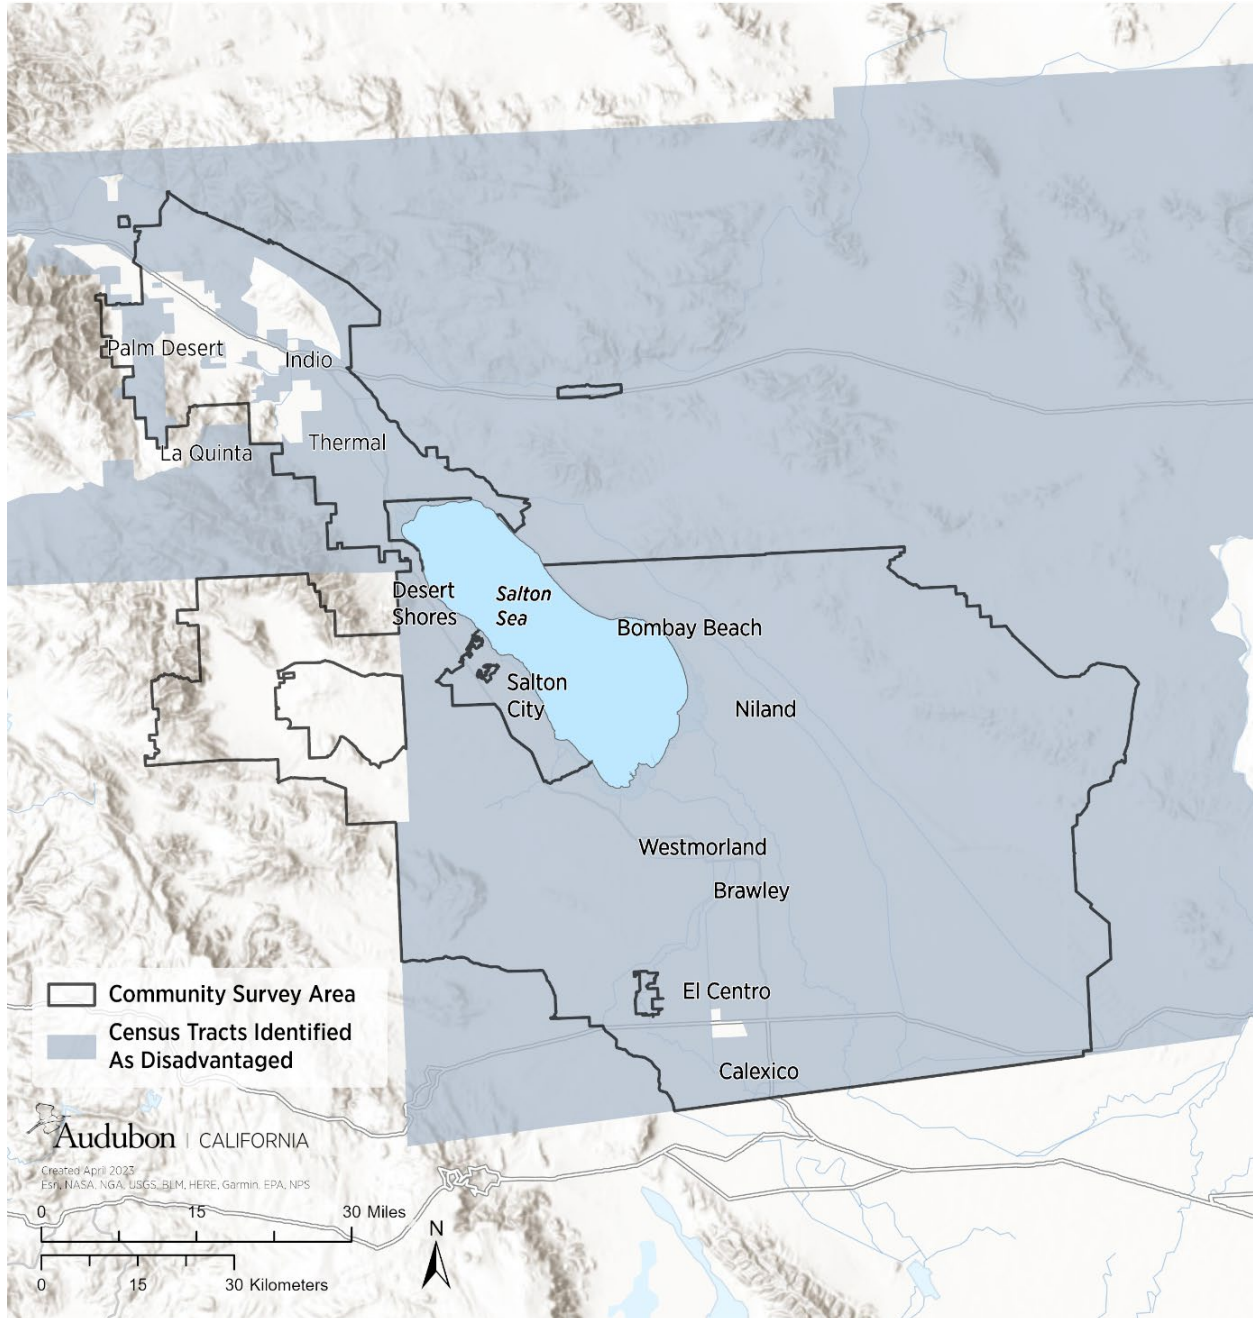 Palm Desert
Indio
Thermal
La Quinta
Desert
Shores
Salton
Sea
Bombay Beach
Salton
City
Niland
Westmorland
Brawley
El Centro
Calexico
Community Survey Area
Census Tracts Identified
As Disadvantaged
Audubon | CALIFORNIA
Created April 2023
Esri, NASA, NGA, USGS, BLM, HERE, Garmin, EPA, NPS
0 15 30 Miles
0 15 30 Kilometers
N